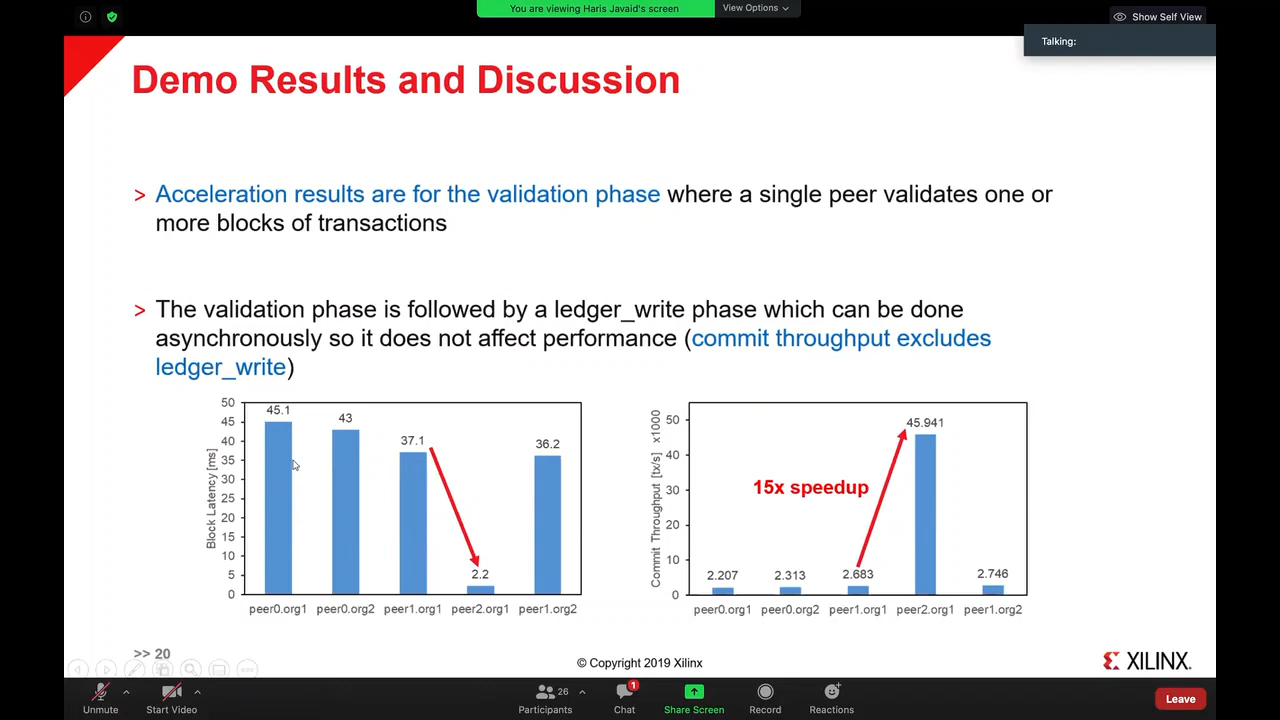 You are viewing Haris Javaid's screen
View Options
Show Self View
Talking:
Demo Results and Discussion
> Acceleration results are for the validation phase where a single peer validates one or
more blocks of transactions
> The validation phase is followed by a ledger_write phase which can be done
asynchronously so it does not affect performance (commit throughput excludes
ledger_write)
Block Latency [ms]
50
45
40
35
30
25
20
15
10
5
0
45.1
43
37.1
2.2
36.2
peer0.org1 peer0.org2 peer1.org1 peer2.org1 peer1.org2
Commit Throughput [tx/s] x1000
50
40
30
20
10
0
15x speedup
2.207
2.313
2.683
45.941
2.746
peer0.org1 peer0.org2 peer1.org1 peer2.org1 peer1.org2
>> 20
© Copyright 2019 Xilinx
XILINX.
Unmute
Start Video
26
Participants
1
Chat
Share Screen
Record
Reactions
Leave